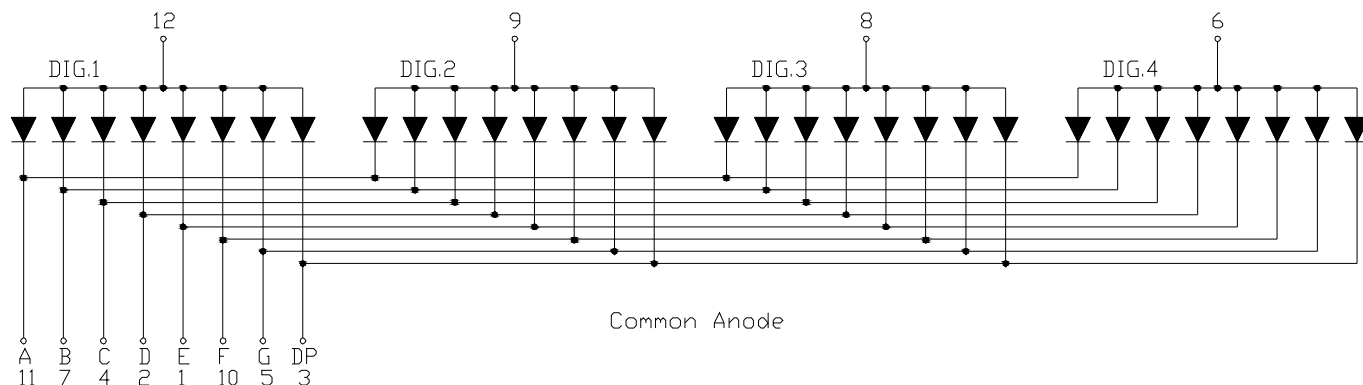 12 9 8 6
DIG.1 DIG.2 DIG.3 DIG.4
Common Anode
A B C D E F G DP
11 7 4 2 1 10 5 3